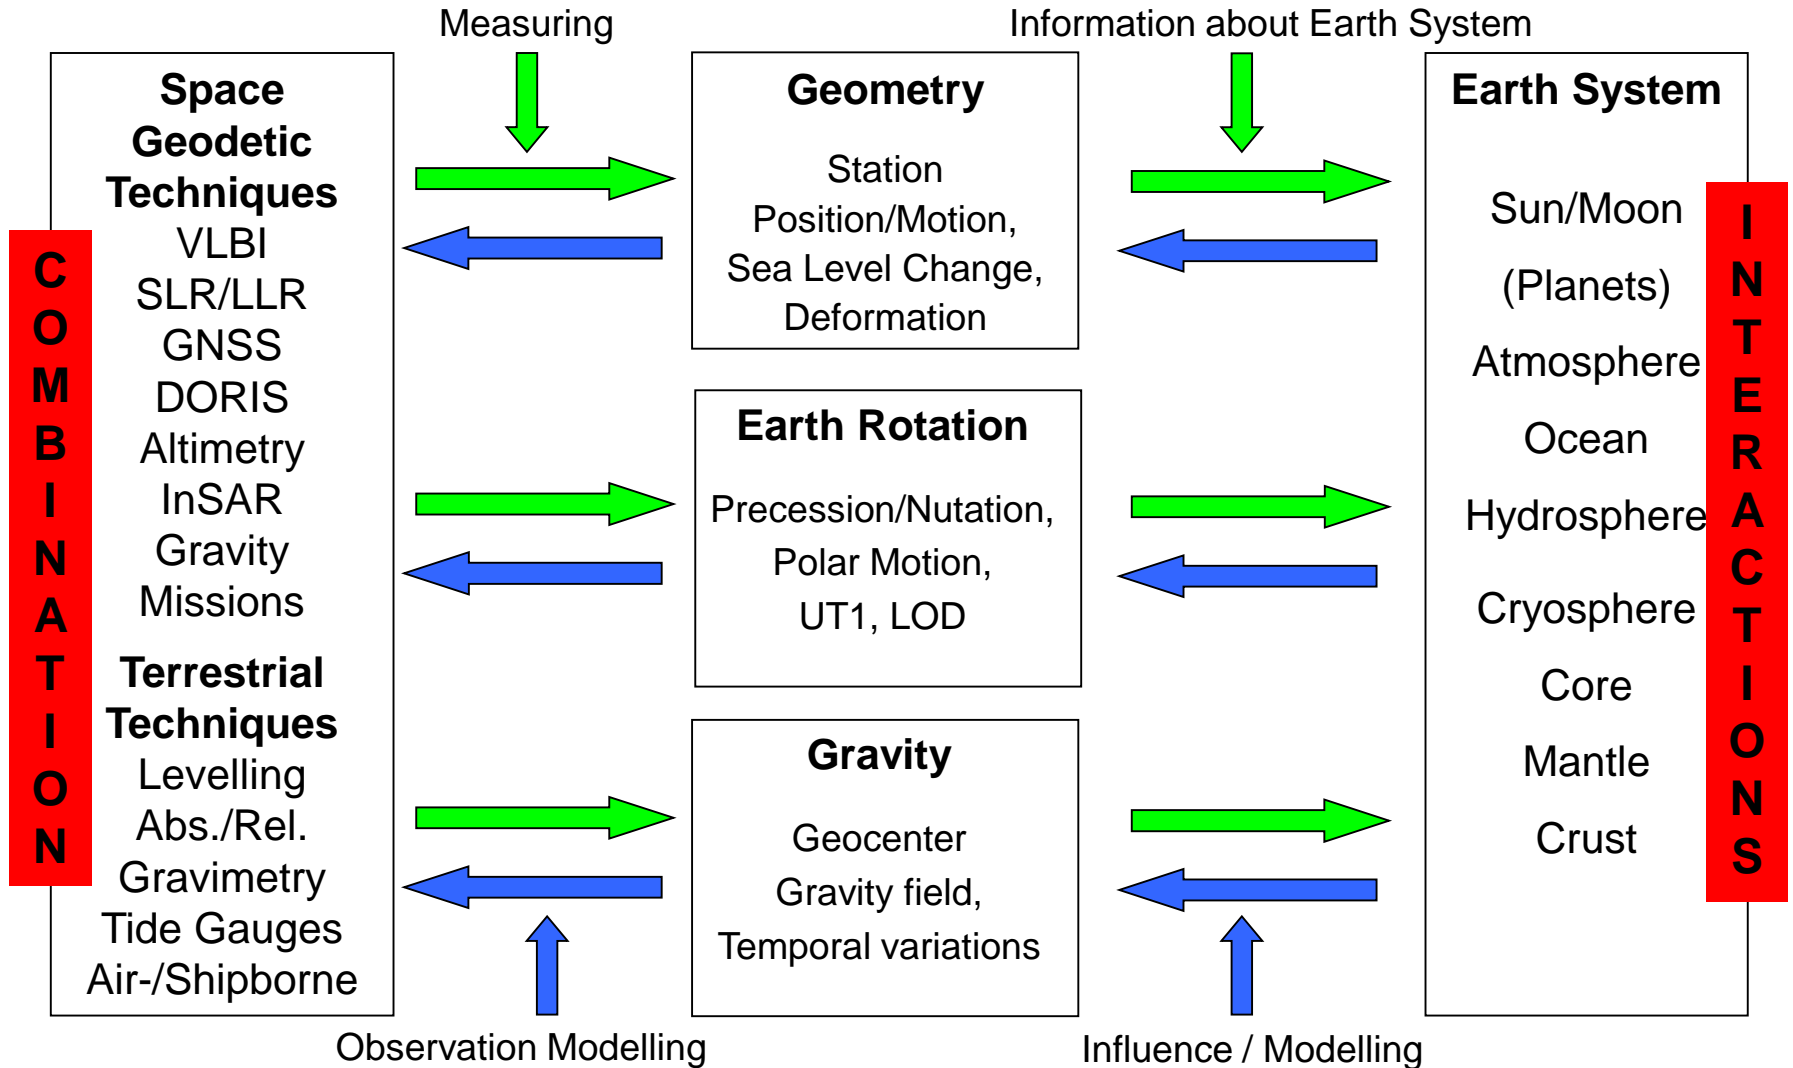 Measuring
Information about Earth System
COMBINATION
Space
Geodetic
Techniques
VLBI
SLR/LLR
GNSS
DORIS
Altimetry
InSAR
Gravity
Missions
Terrestrial
Techniques
Levelling
Abs./Rel.
Gravimetry
Tide Gauges
Air-/Shipborne
Geometry
Station
Position/Motion,
Sea Level Change,
Deformation
Earth Rotation
Precession/Nutation,
Polar Motion,
UT1, LOD
Gravity
Geocenter
Gravity field,
Temporal variations
Earth System
Sun/Moon
(Planets)
Atmosphere
Ocean
Hydrosphere
Cryosphere
Core
Mantle
Crust
INTERACTIONS
Observation Modelling
Influence / Modelling